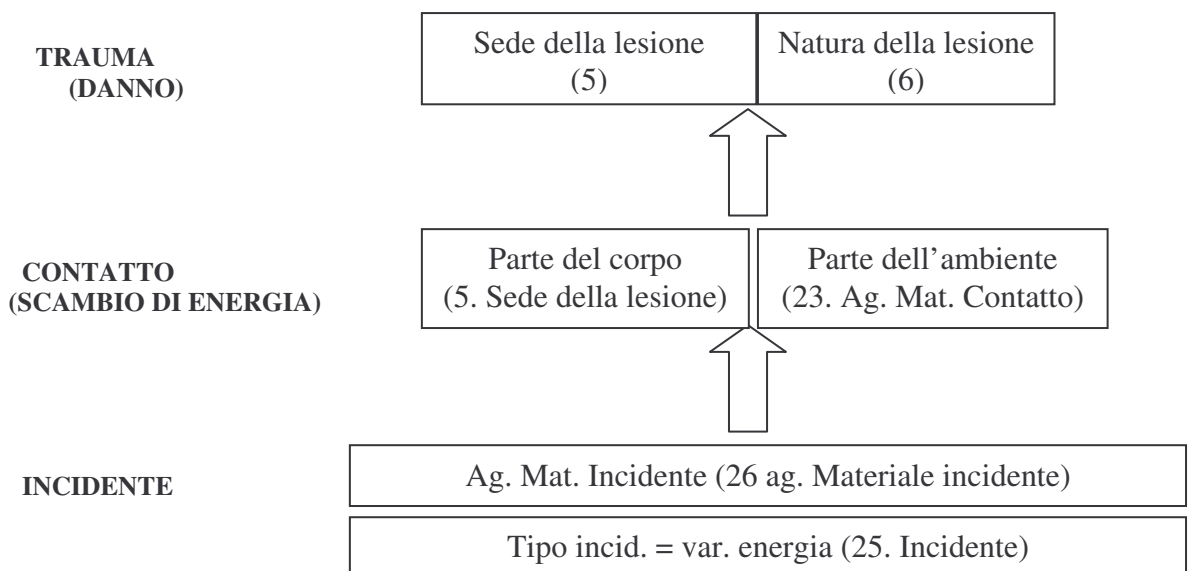 TRAUMA
(DANNO)
Sede della lesione
(5)
Natura della lesione
(6)
CONTATTO
(SCAMBIO DI ENERGIA)
Parte del corpo
(5. Sede della lesione)
Parte dell’ambiente
(23. Ag. Mat. Contatto)
INCIDENTE
Ag. Mat. Incidente (26 ag. Materiale incidente)
Tipo incid. = var. energia (25. Incidente)